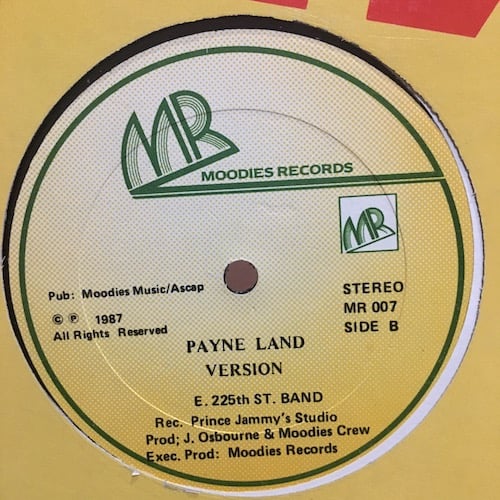 MR
MOODIES RECORDS
MR
Pub: Moodies Music/Ascap
© ℗ 1987
All Rights Reserved
STEREO
MR 007
SIDE B
PAYNE LAND
VERSION
E. 225th ST. BAND
Rec. Prince Jammy's Studio
Prod; J. Osbourne & Moodies Crew
Exec. Prod: Moodies Records